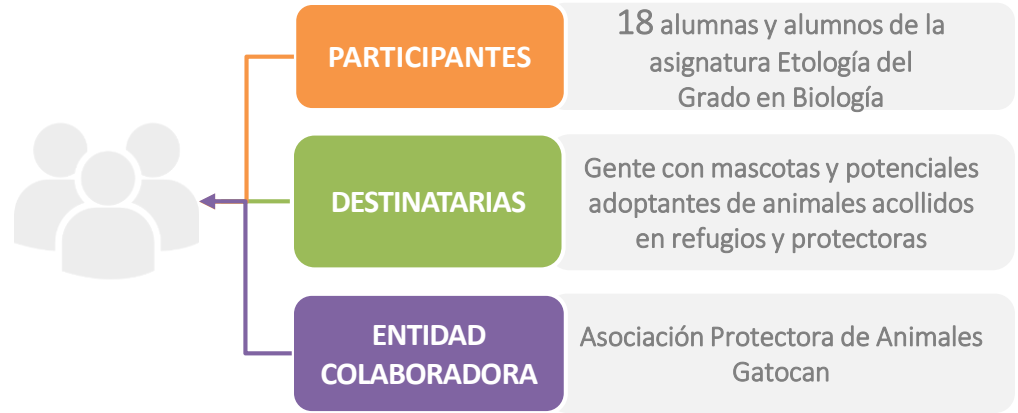 PARTICIPANTES
18 alumnas y alumnos de la
asignatura Etología del
Grado en Biología
DESTINATARIAS
Gente con mascotas y potenciales
adoptantes de animales acollidos
en refugios y protectoras
ENTIDAD
COLABORADORA
Asociación Protectora de Animales
Gatocan